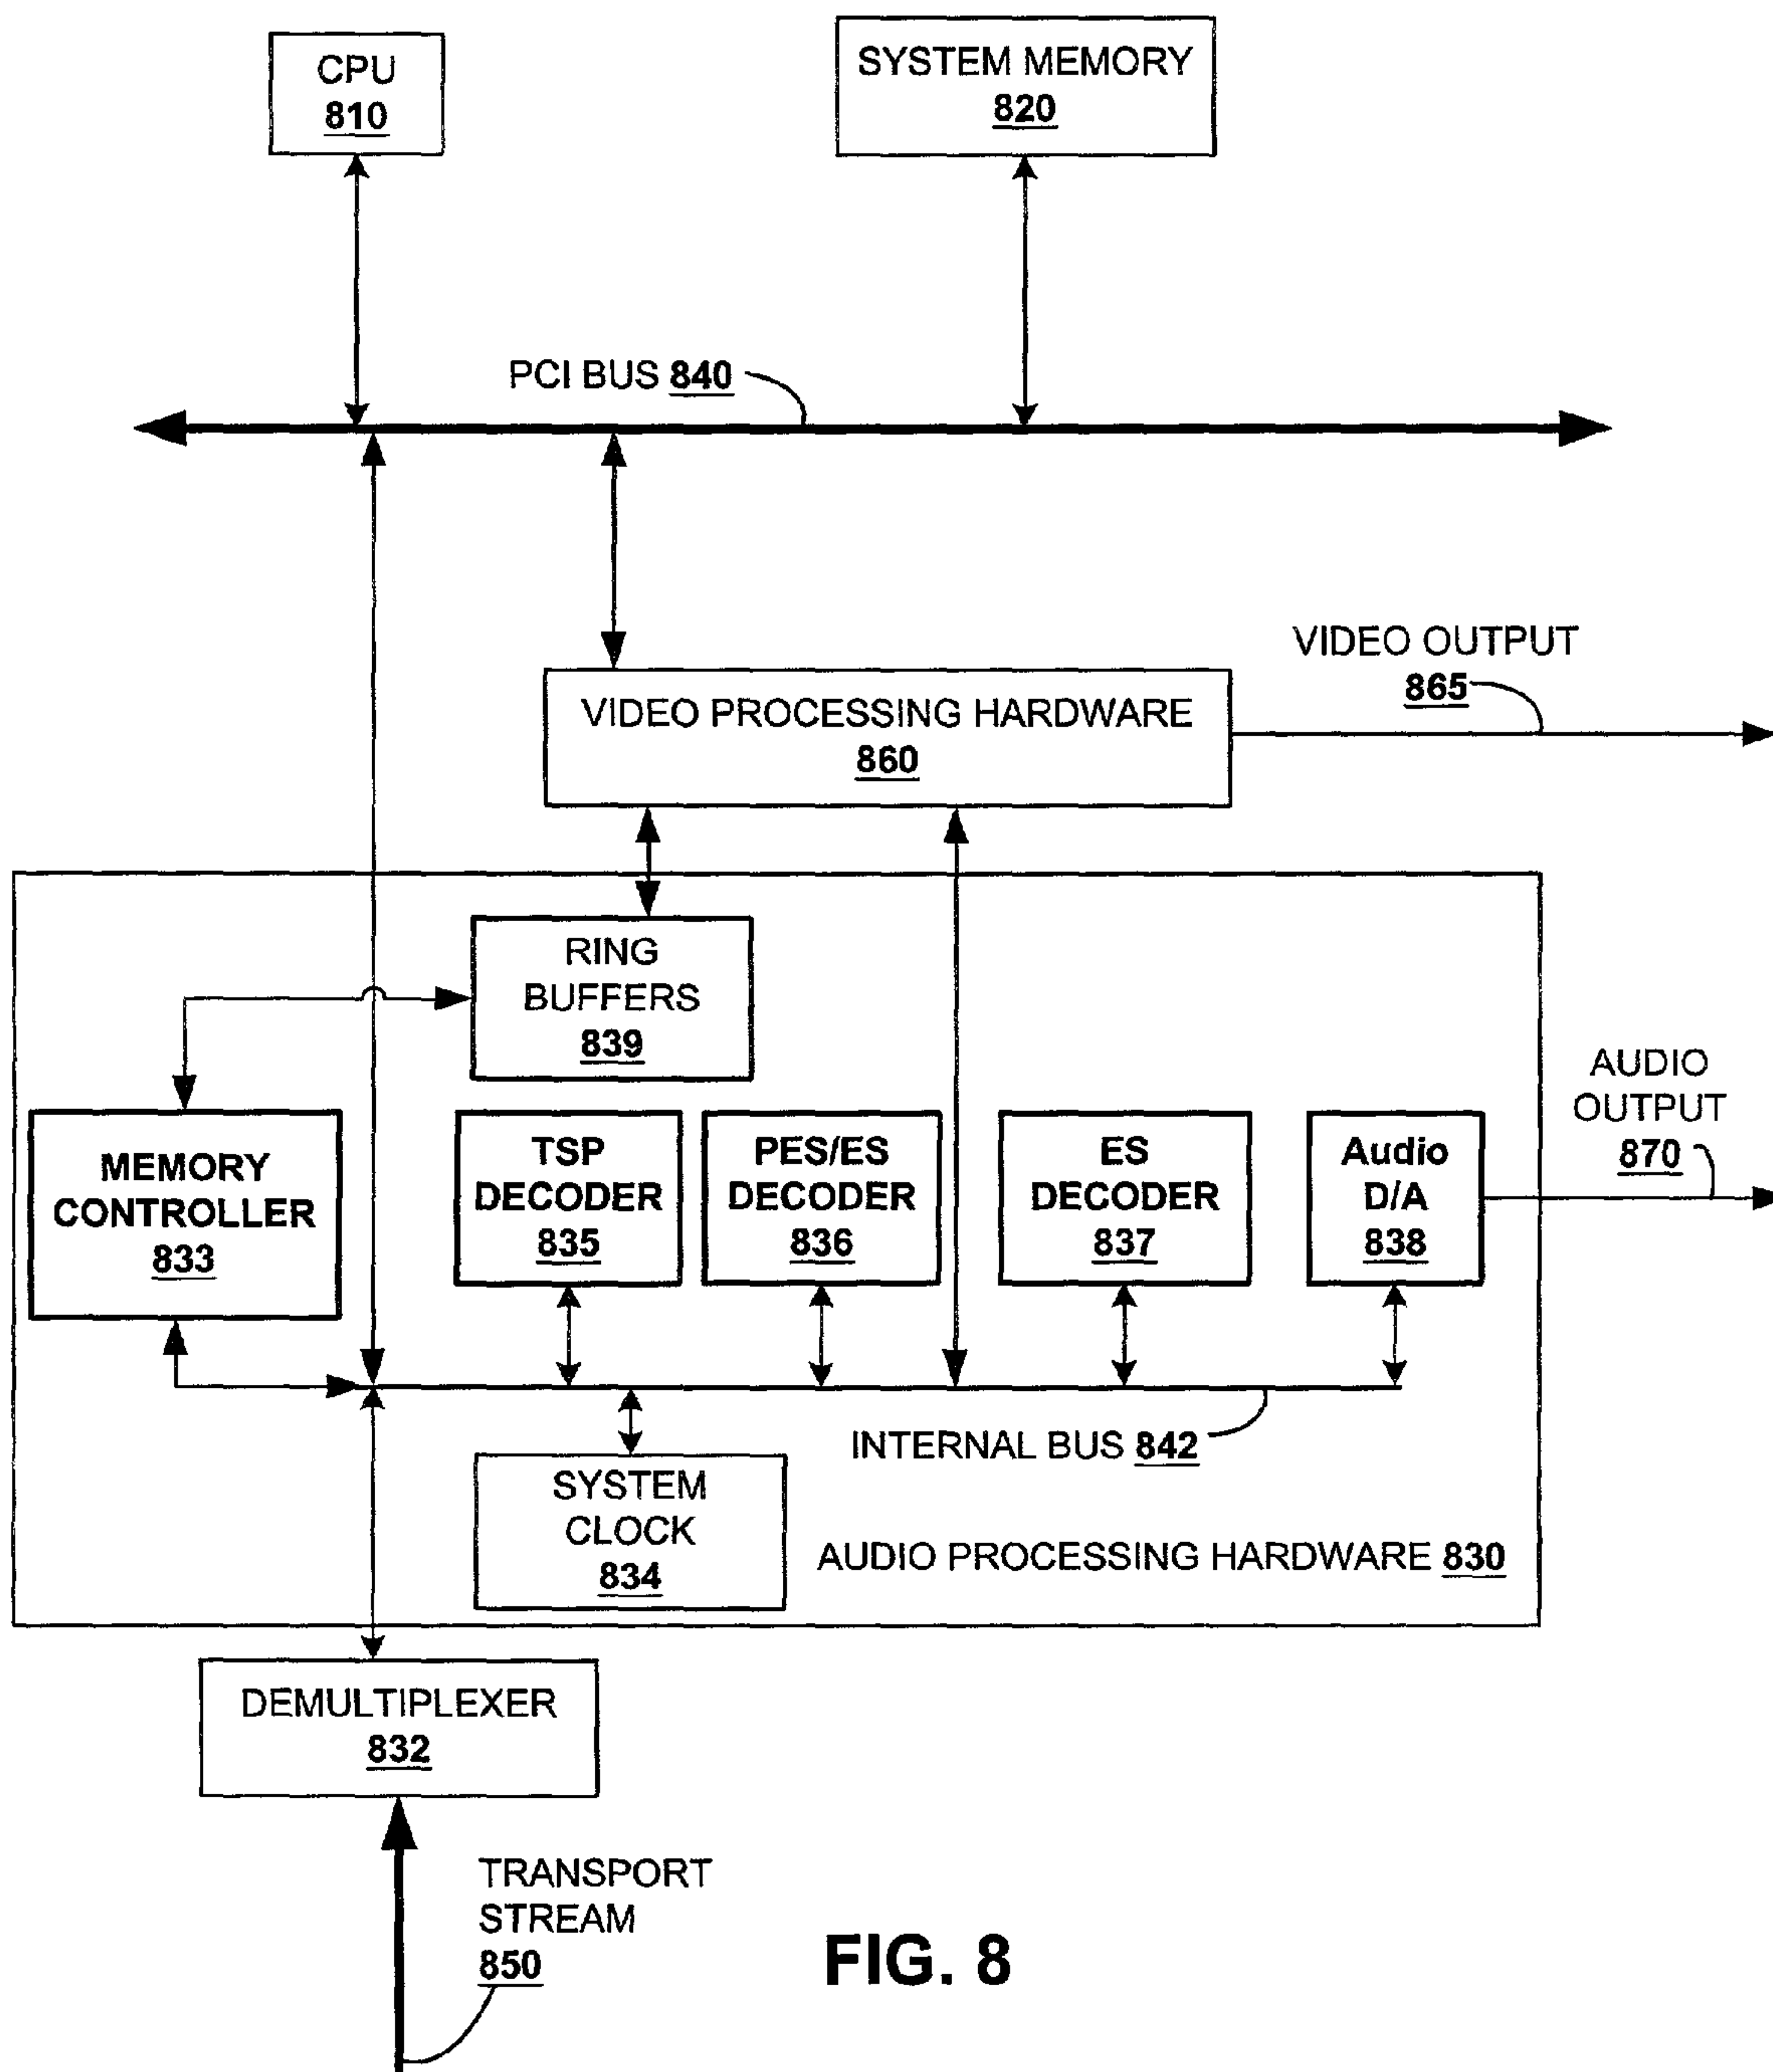 CPU
810
SYSTEM MEMORY
820
PCI BUS 840
VIDEO OUTPUT
865
VIDEO PROCESSING HARDWARE
860
RING
BUFFERS
839
AUDIO
OUTPUT
870
MEMORY
CONTROLLER
833
TSP
DECODER
835
PES/ES
DECODER
836
ES
DECODER
837
Audio
D/A
838
INTERNAL BUS 842
SYSTEM
CLOCK
834
AUDIO PROCESSING HARDWARE 830
DEMULTIPLEXER
832
TRANSPORT
STREAM
850
FIG. 8